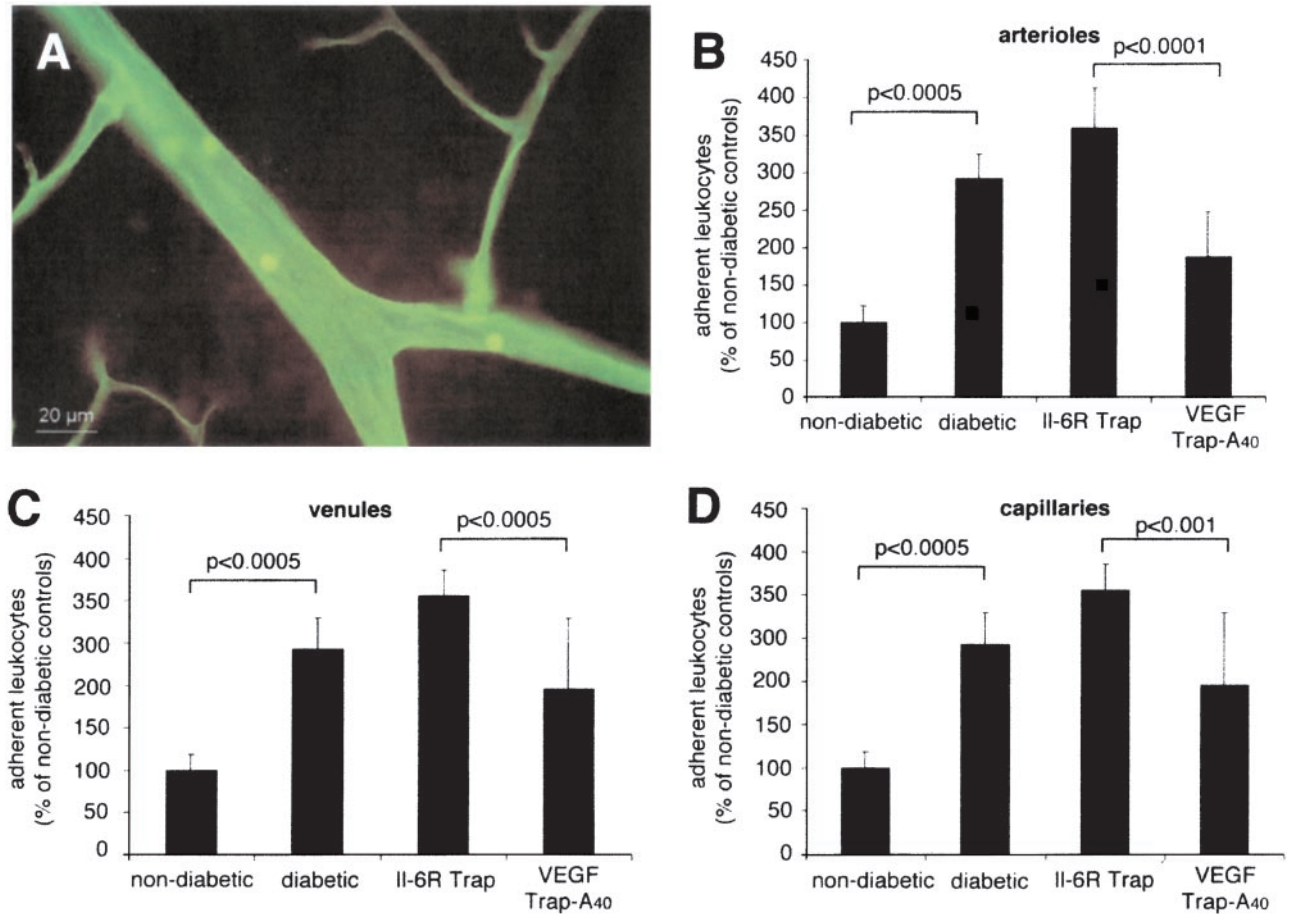 A
20 µm
B
arterioles
p<0.0001
p<0.0005
adherent leukocytes
(% of non-diabetic controls)
450
400
350
300
250
200
150
100
50
0
non-diabetic
diabetic
Il-6R Trap
VEGF
Trap-A40
C
venules
p<0.0005
p<0.0005
adherent leukocytes
(% of non-diabetic controls)
450
400
350
300
200
150
100
50
0
non-diabetic
diabetic
Il-6R Trap
VEGF
Trap-A40
D
capillaries
p<0.001
p<0.0005
adherent leukocytes
(% of non-diabetic controls)
450
400
350
300
200
150
100
50
0
non-diabetic
diabetic
Il-6R Trap
VEGF
Trap-A40